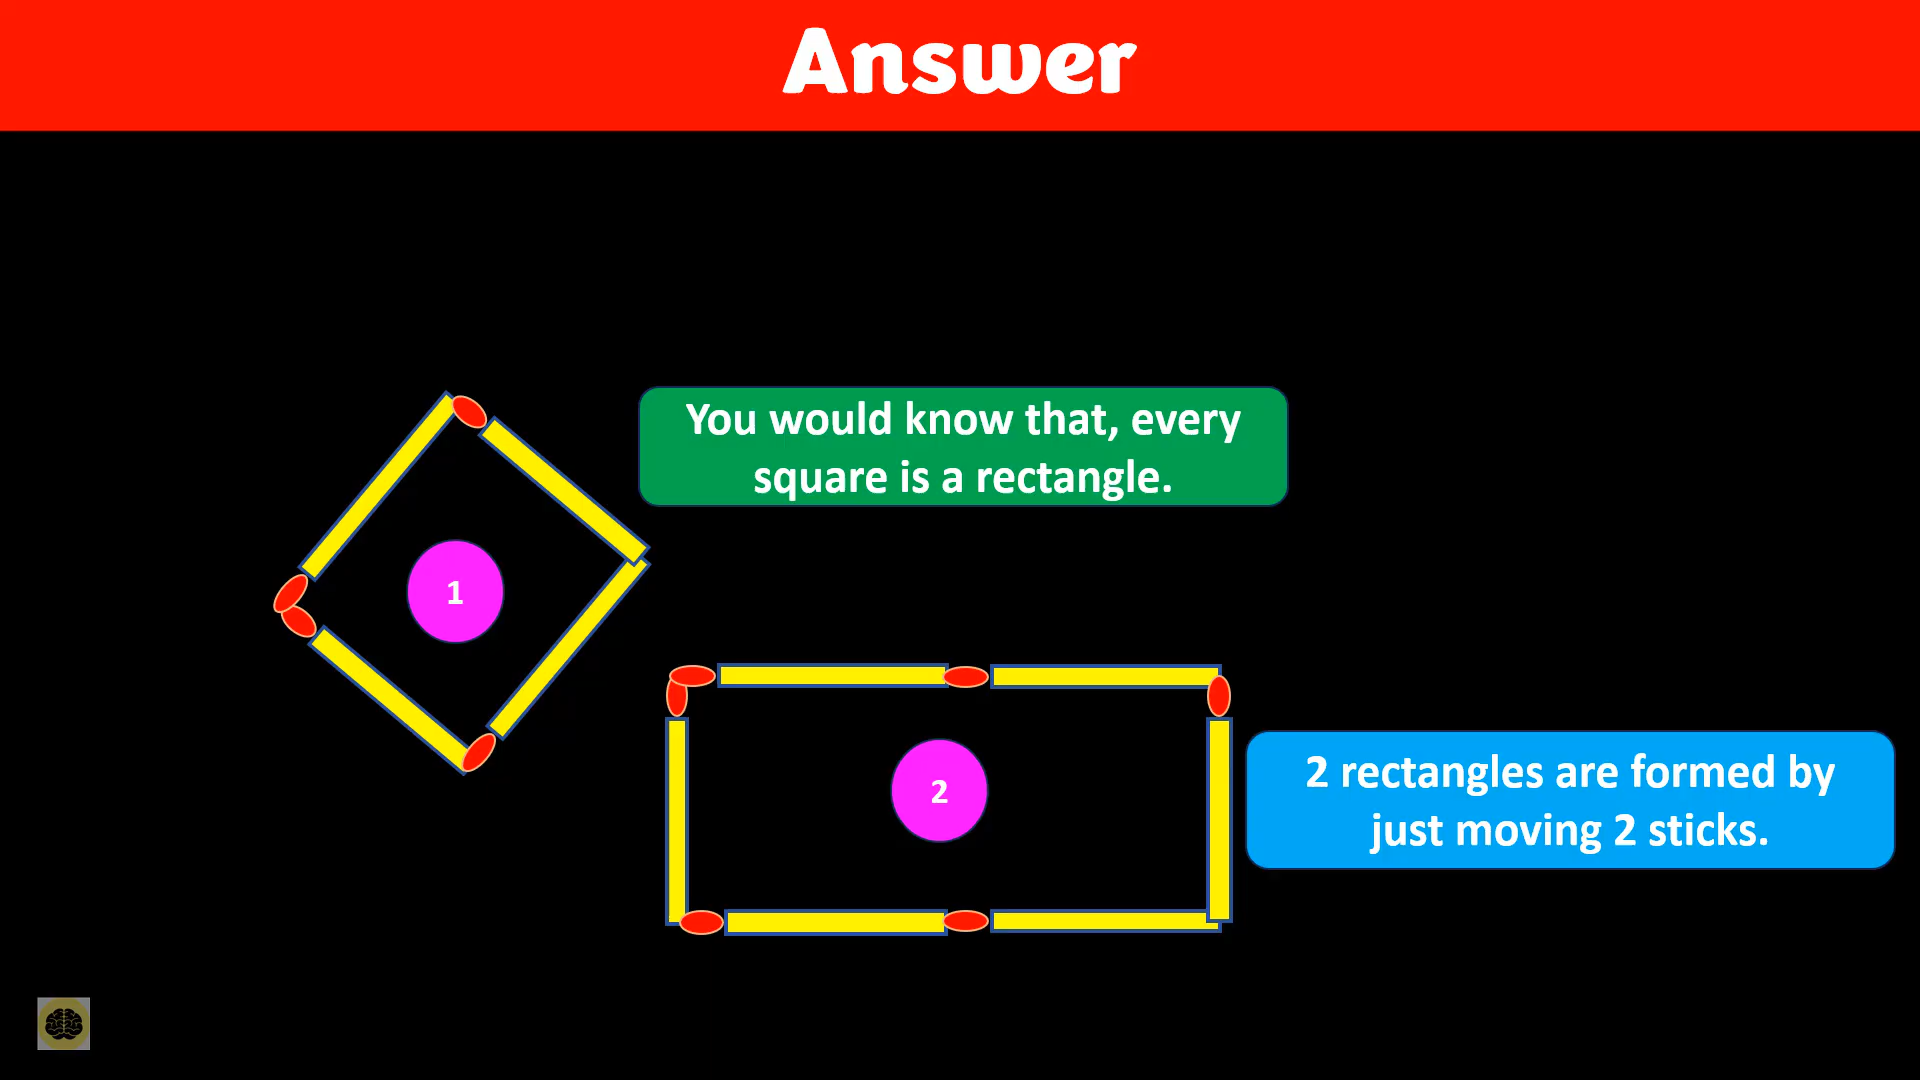 Answer
You would know that, every
square is a rectangle.
1
2
2 rectangles are formed by
just moving 2 sticks.